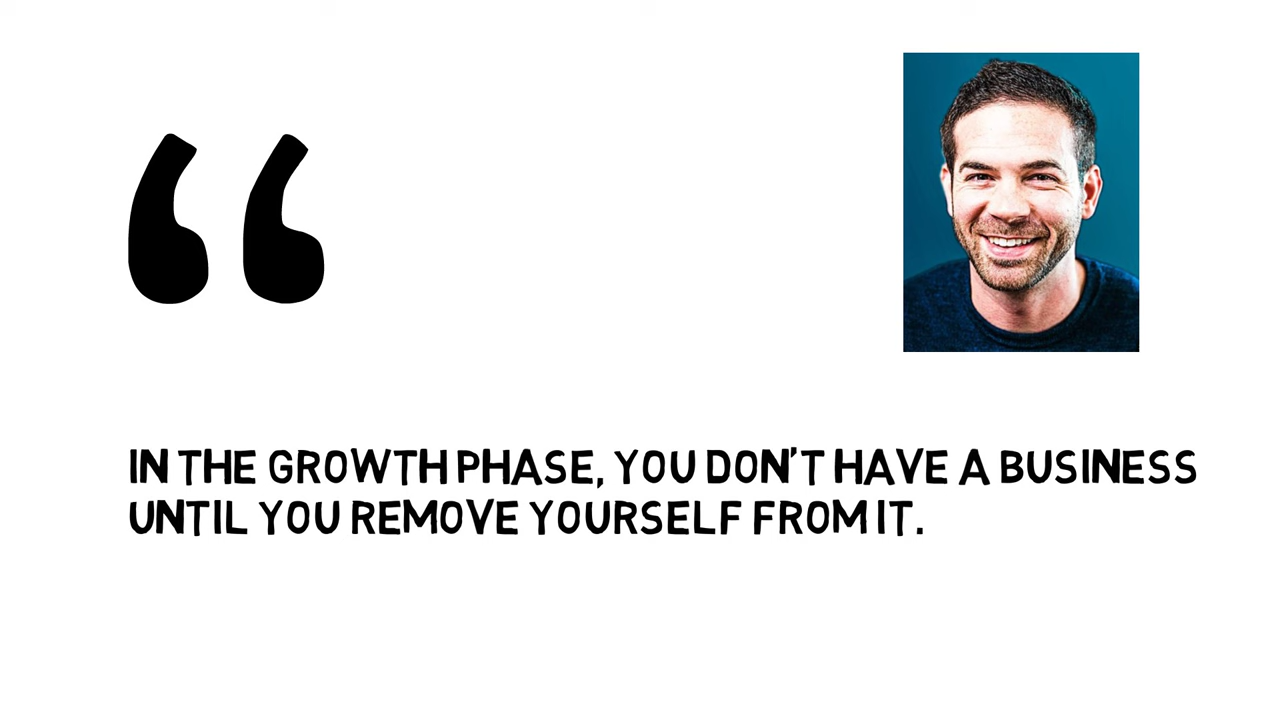 “
IN THE GROWTH PHASE, YOU DON'T HAVE A BUSINESS
UNTIL YOU REMOVE YOURSELF FROM IT.